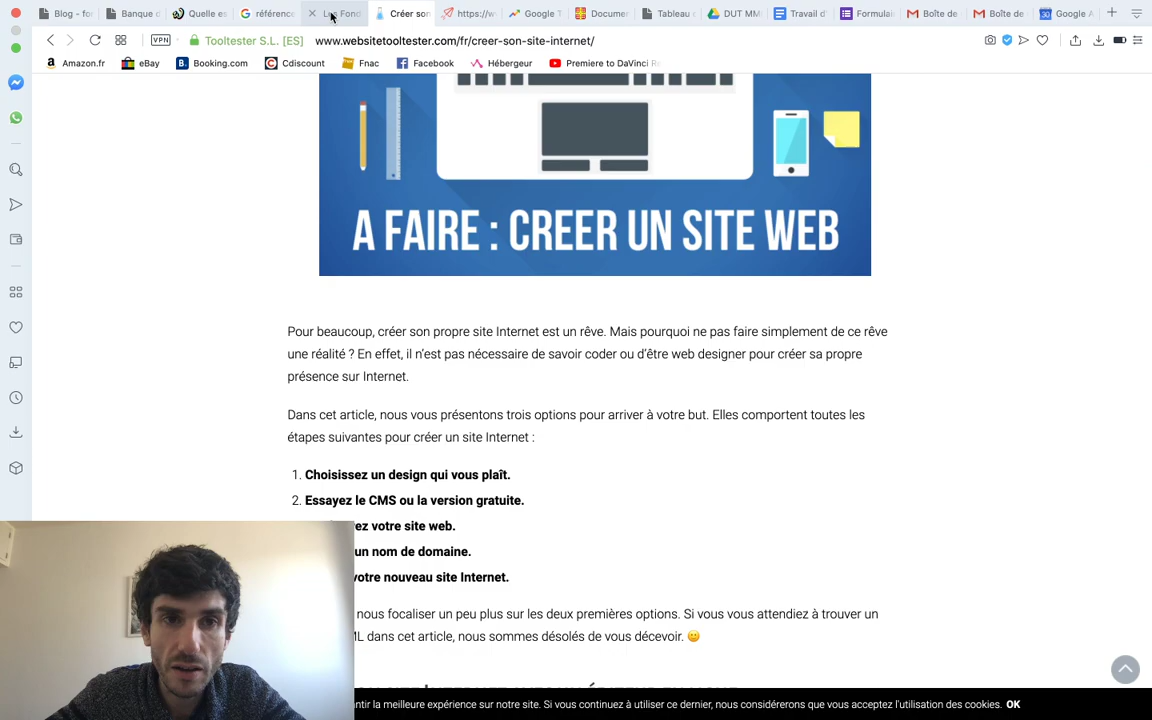 Blog - for
Banque d
Quelle es
référence
Créer son
https://w
Google T
Documen
Tableau c
DUT MM
Travail d'
Formulai
Boîte de
Boîte de
Google A
VPN
Tooltester S.L. [ES]
www.websitetooltester.com/fr/creer-son-site-internet/
Amazon.fr
eBay
Booking.com
Cdiscount
Fnac
Facebook
Hébergeur
Premiere to DaVinci Re
A FAIRE : CREER UN SITE WEB
Pour beaucoup, créer son propre site Internet est un rêve. Mais pourquoi ne pas faire simplement de ce rêve
une réalité ? En effet, il n'est pas nécessaire de savoir coder ou d'être web designer pour créer sa propre
présence sur Internet.
Dans cet article, nous vous présentons trois options pour arriver à votre but. Elles comportent toutes les
étapes suivantes pour créer un site Internet :
1. Choisissez un design qui vous plaît.
2. Essayez le CMS ou la version gratuite.
ez votre site web.
un nom de domaine.
votre nouveau site Internet.
nous focaliser un peu plus sur les deux premières options. Si vous vous attendiez à trouver un
ML dans cet article, nous sommes désolés de vous décevoir. 🙂
antir la meilleure expérience sur notre site. Si vous continuez à utiliser ce dernier, nous considérerons que vous acceptez l'utilisation des cookies. OK